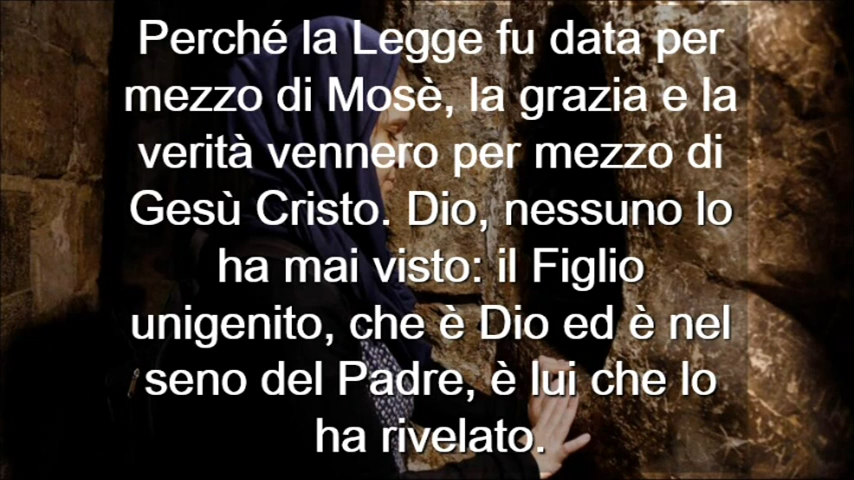 Perché la Legge fu data per
mezzo di Mosè, la grazia e la
verità vennero per mezzo di
Gesù Cristo. Dio, nessuno lo
ha mai visto: il Figlio
unigenito, che è Dio ed è nel
seno del Padre, è lui che lo
ha rivelato.